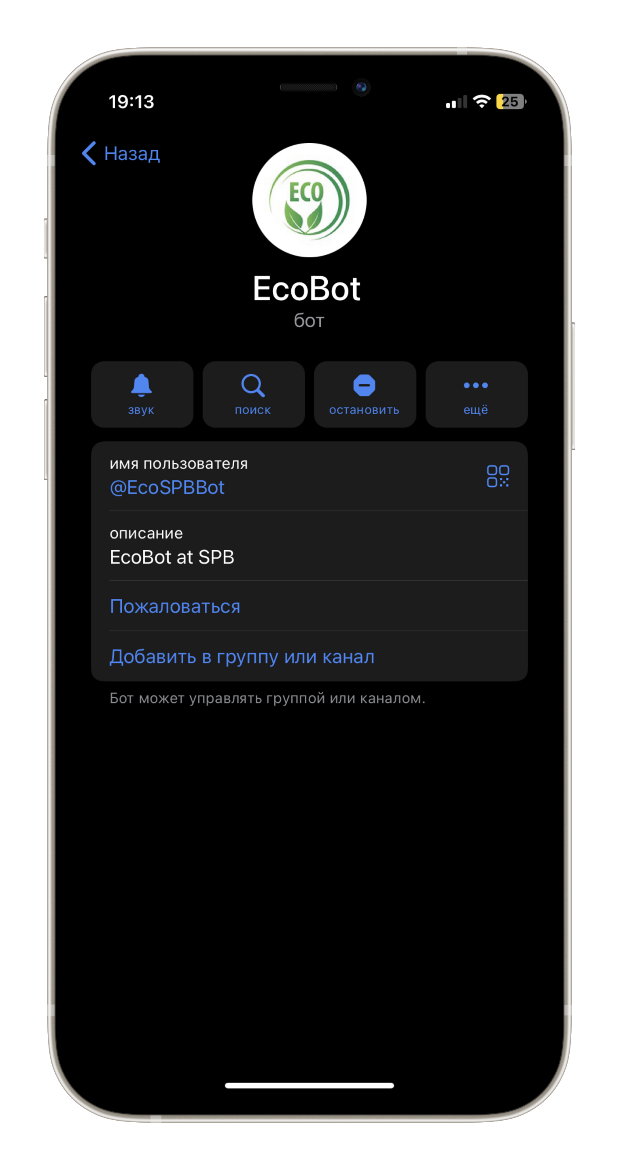 19:13
25
Назад
ECO
EcoBot
бот
звук
поиск
остановить
ещё
имя пользователя
@EcoSPBBot
описание
EcoBot at SPB
Пожаловаться
Добавить в группу или канал
Бот может управлять группой или каналом.